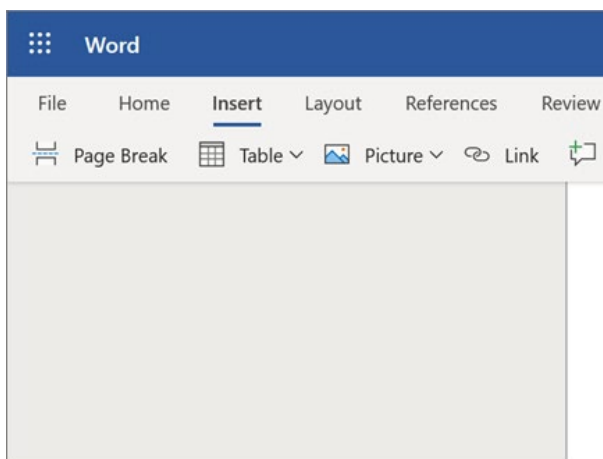 Word
File Home Insert Layout References Review
Page Break Table Picture Link